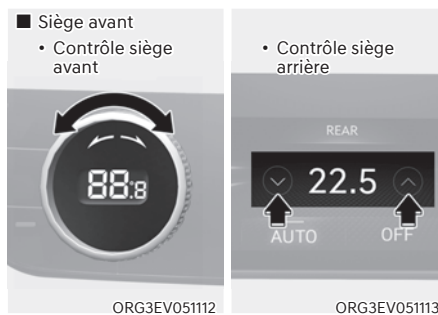 ■ Siège avant
• Contrôle siège
avant
88:8
ORG3EV051112
• Contrôle siège
arrière
REAR
22.5
AUTO OFF
ORG3EV051113